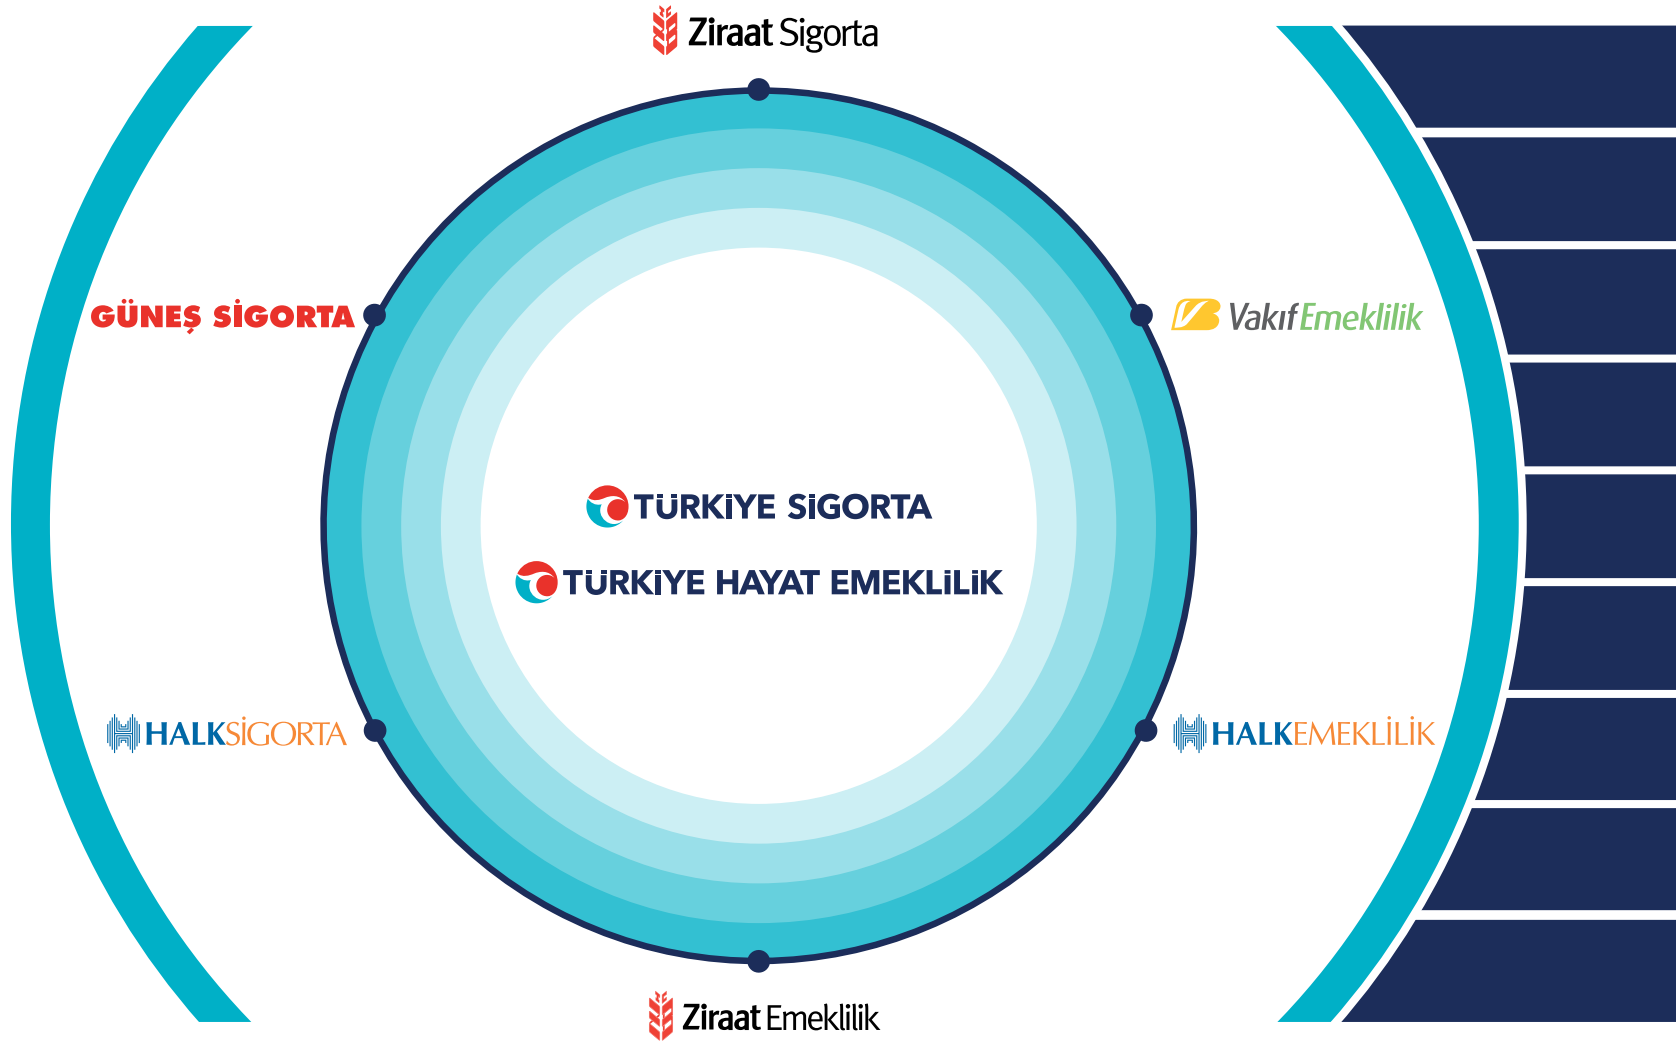 Ziraat Sigorta
GÜNEŞ SİGORTA
VakıfEmeklilik
TÜRKİYE SİGORTA
TÜRKİYE HAYAT EMEKLİLİK
HALKSİGORTA
HALKEMEKLİLİK
Ziraat Emeklilik